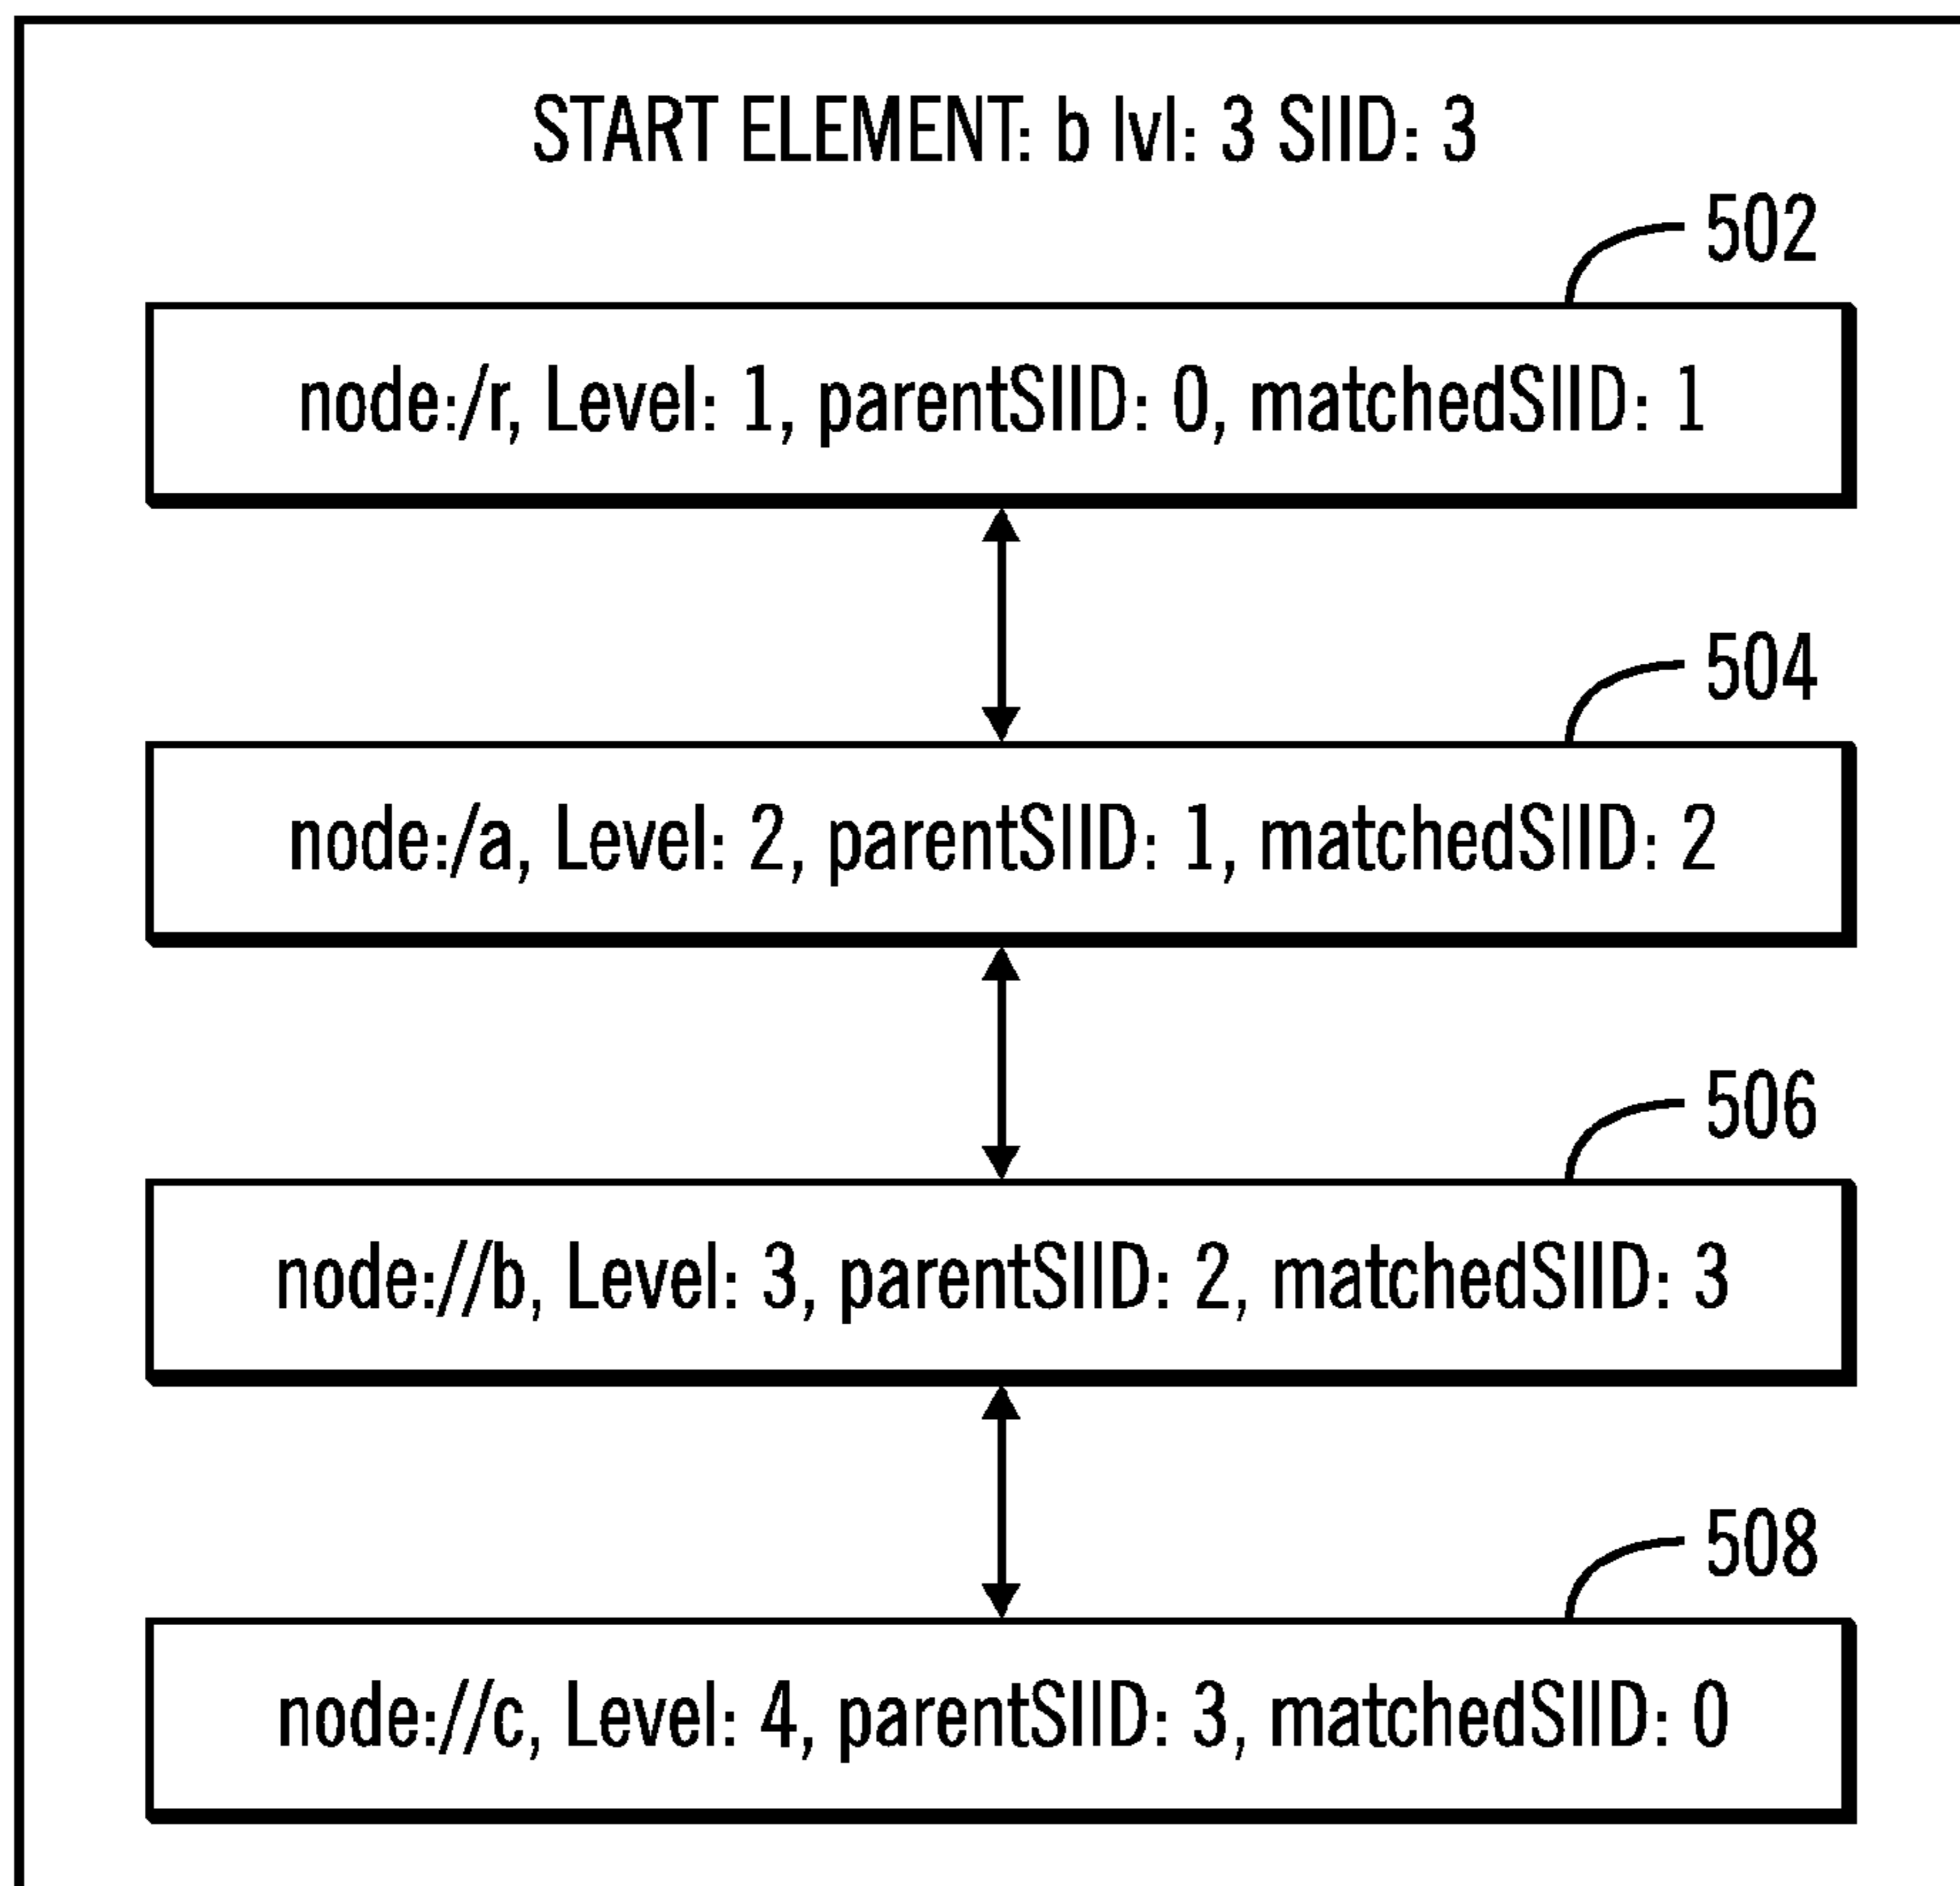 START ELEMENT: b lvl: 3 SIID: 3
502
node:/r, Level: 1, parentSIID: 0, matchedSIID: 1
504
node:/a, Level: 2, parentSIID: 1, matchedSIID: 2
506
node://b, Level: 3, parentSIID: 2, matchedSIID: 3
508
node://c, Level: 4, parentSIID: 3, matchedSIID: 0